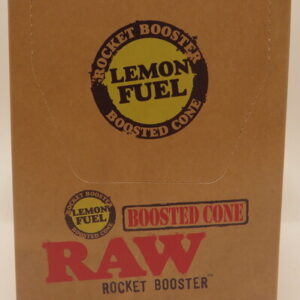 ROCKET BOOSTER
LEMON
FUEL
BOOSTED CONE
ROCKET BOOSTER
LEMON
FUEL
BOOSTED CONE
BOOSTED CONE
RAW
ROCKET BOOSTER™